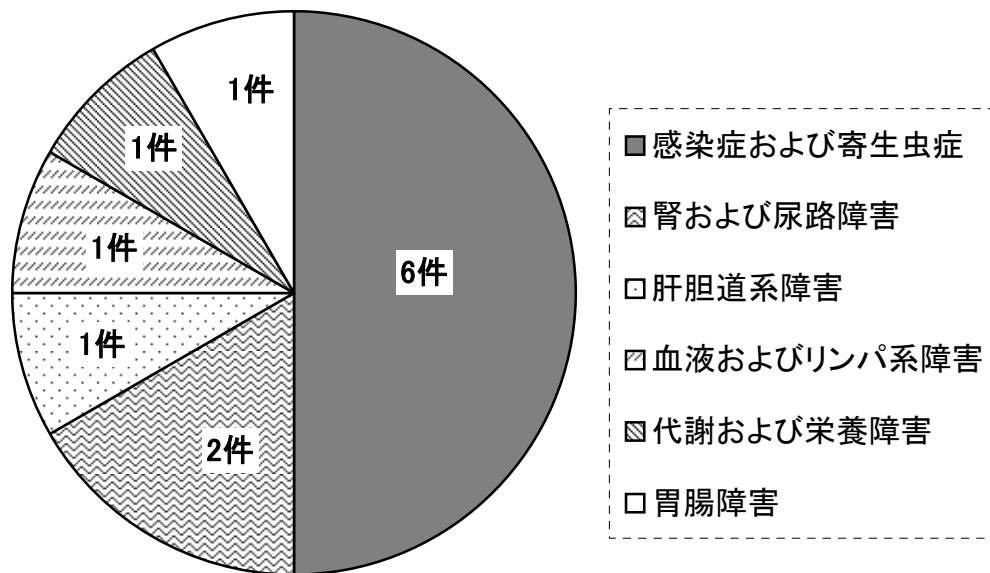 1件
1件
1件
1件
2件
6件
感染症および寄生虫症
腎および尿路障害
肝胆道系障害
血液およびリンパ系障害
代謝および栄養障害
胃腸障害